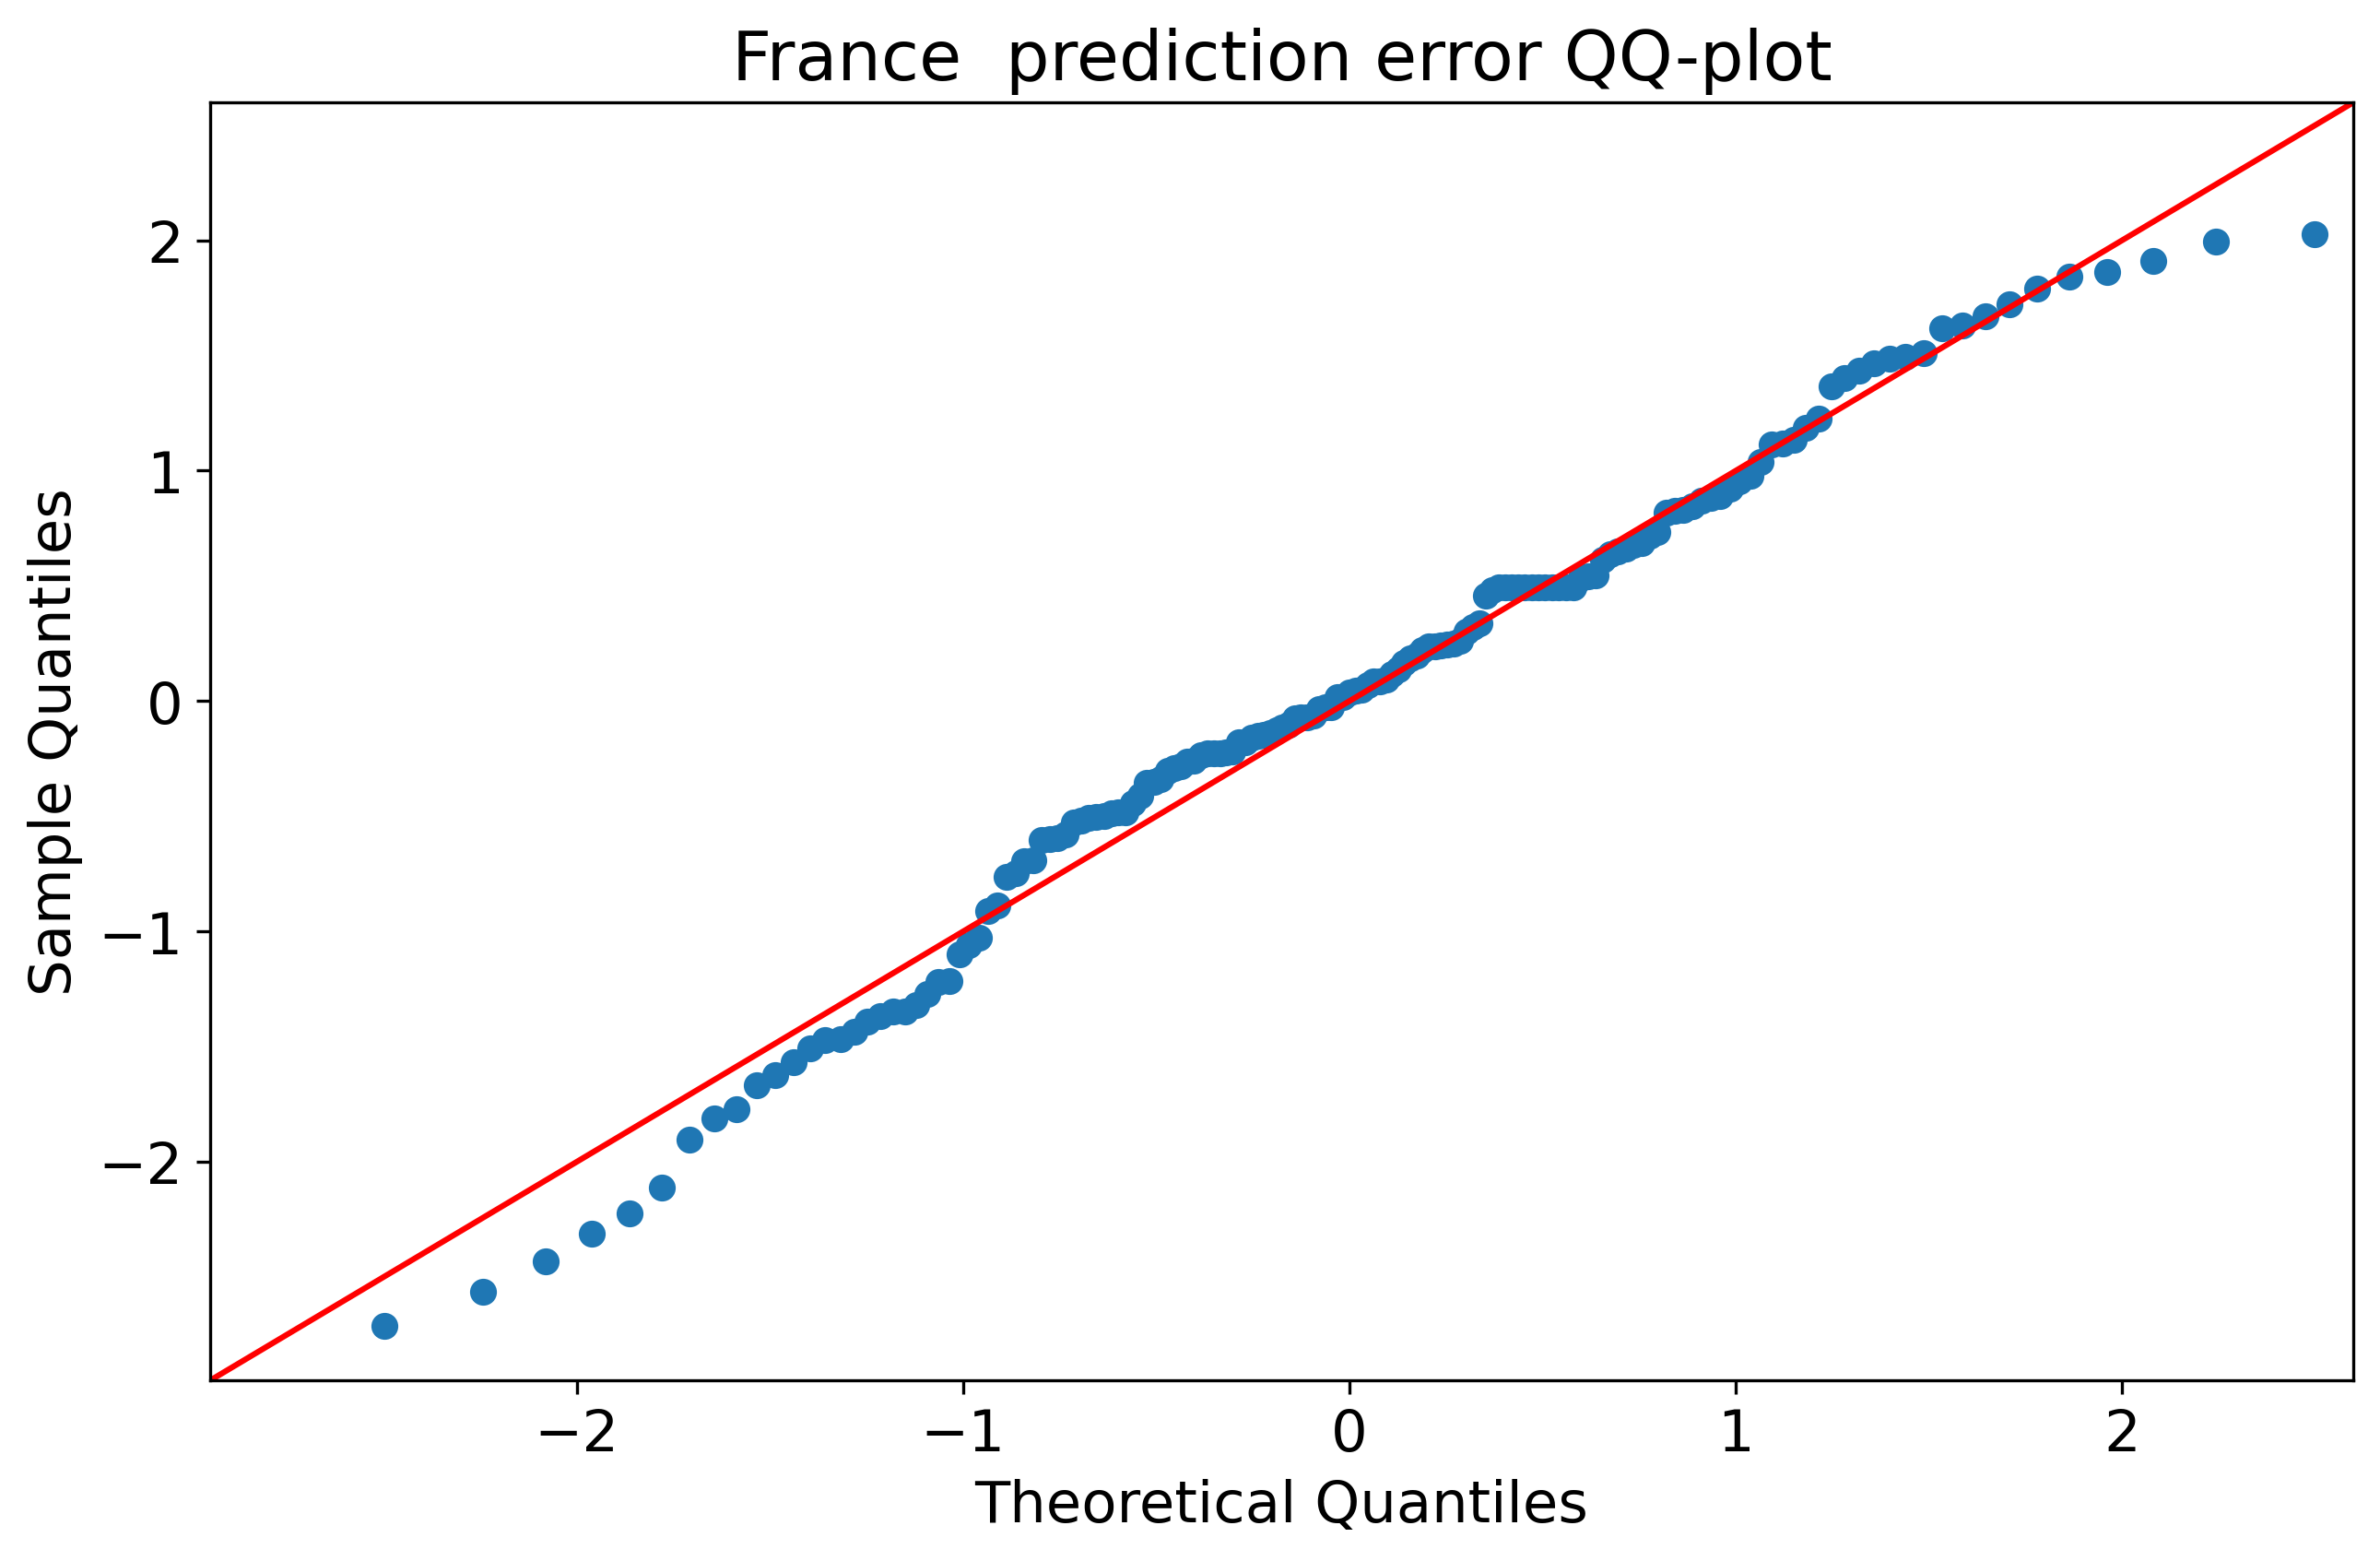 France  prediction error QQ-plot
2
1
0
−1
−2
Sample Quantiles
−2 −1 0 1 2
Theoretical Quantiles